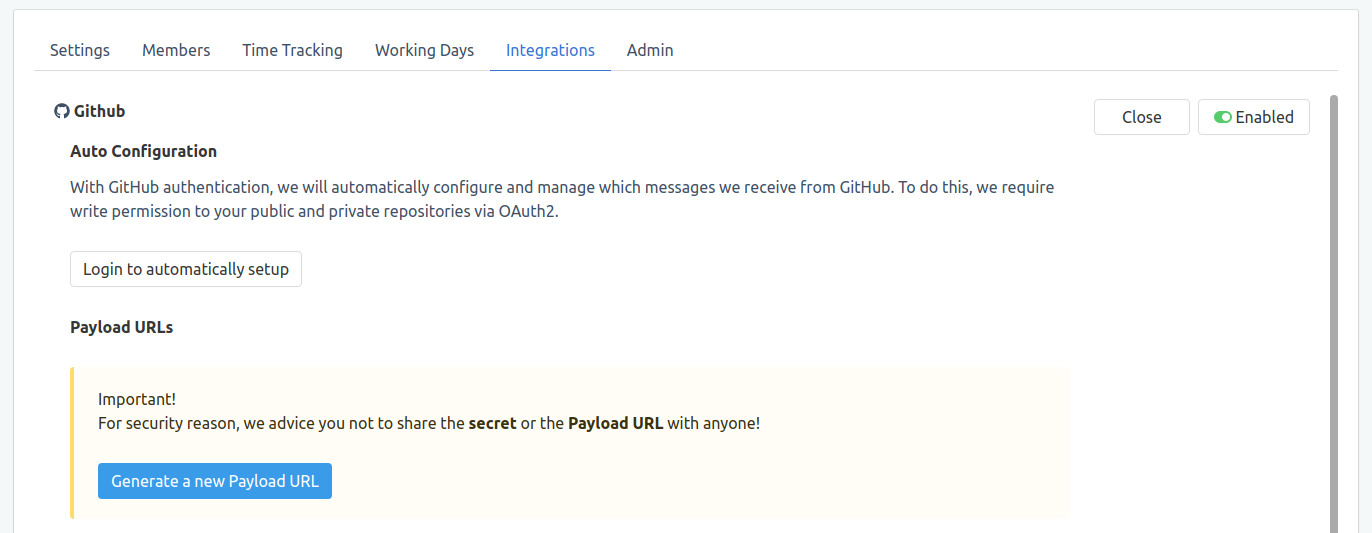 Settings Members Time Tracking Working Days Integrations Admin
Github
Close Enabled
Auto Configuration
With GitHub authentication, we will automatically configure and manage which messages we receive from GitHub. To do this, we require
write permission to your public and private repositories via OAuth2.
Login to automatically setup
Payload URLs
Important!
For security reason, we advice you not to share the secret or the Payload URL with anyone!
Generate a new Payload URL